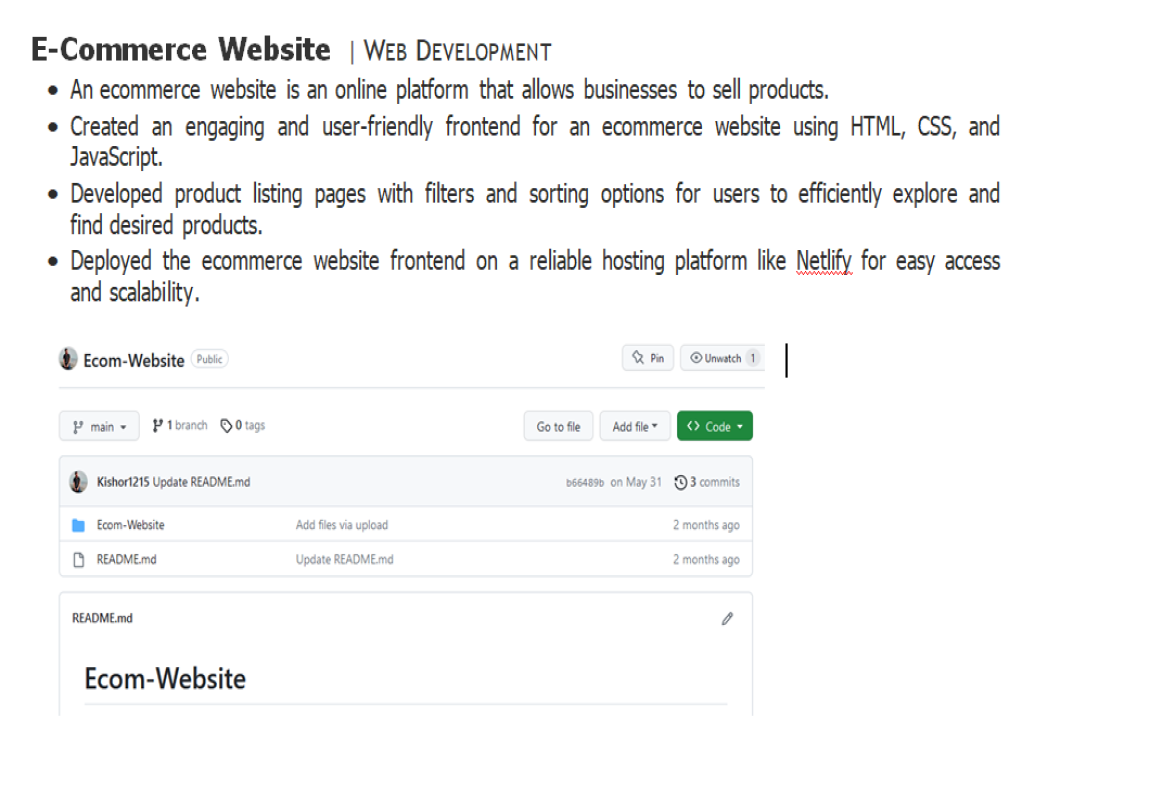 E-Commerce Website | WEB DEVELOPMENT
• An ecommerce website is an online platform that allows businesses to sell products.
• Created an engaging and user-friendly frontend for an ecommerce website using HTML, CSS, and
JavaScript.
• Developed product listing pages with filters and sorting options for users to efficiently explore and
find desired products.
• Deployed the ecommerce website frontend on a reliable hosting platform like Netlify for easy access
and scalability.
Ecom-Website Public Pin Unwatch 1
main 1 branch 0 tags Go to file Add file Code
Kishor1215 Update README.md b66489b on May 31 3 commits
Ecom-Website Add files via upload 2 months ago
README.md Update README.md 2 months ago
README.md
Ecom-Website